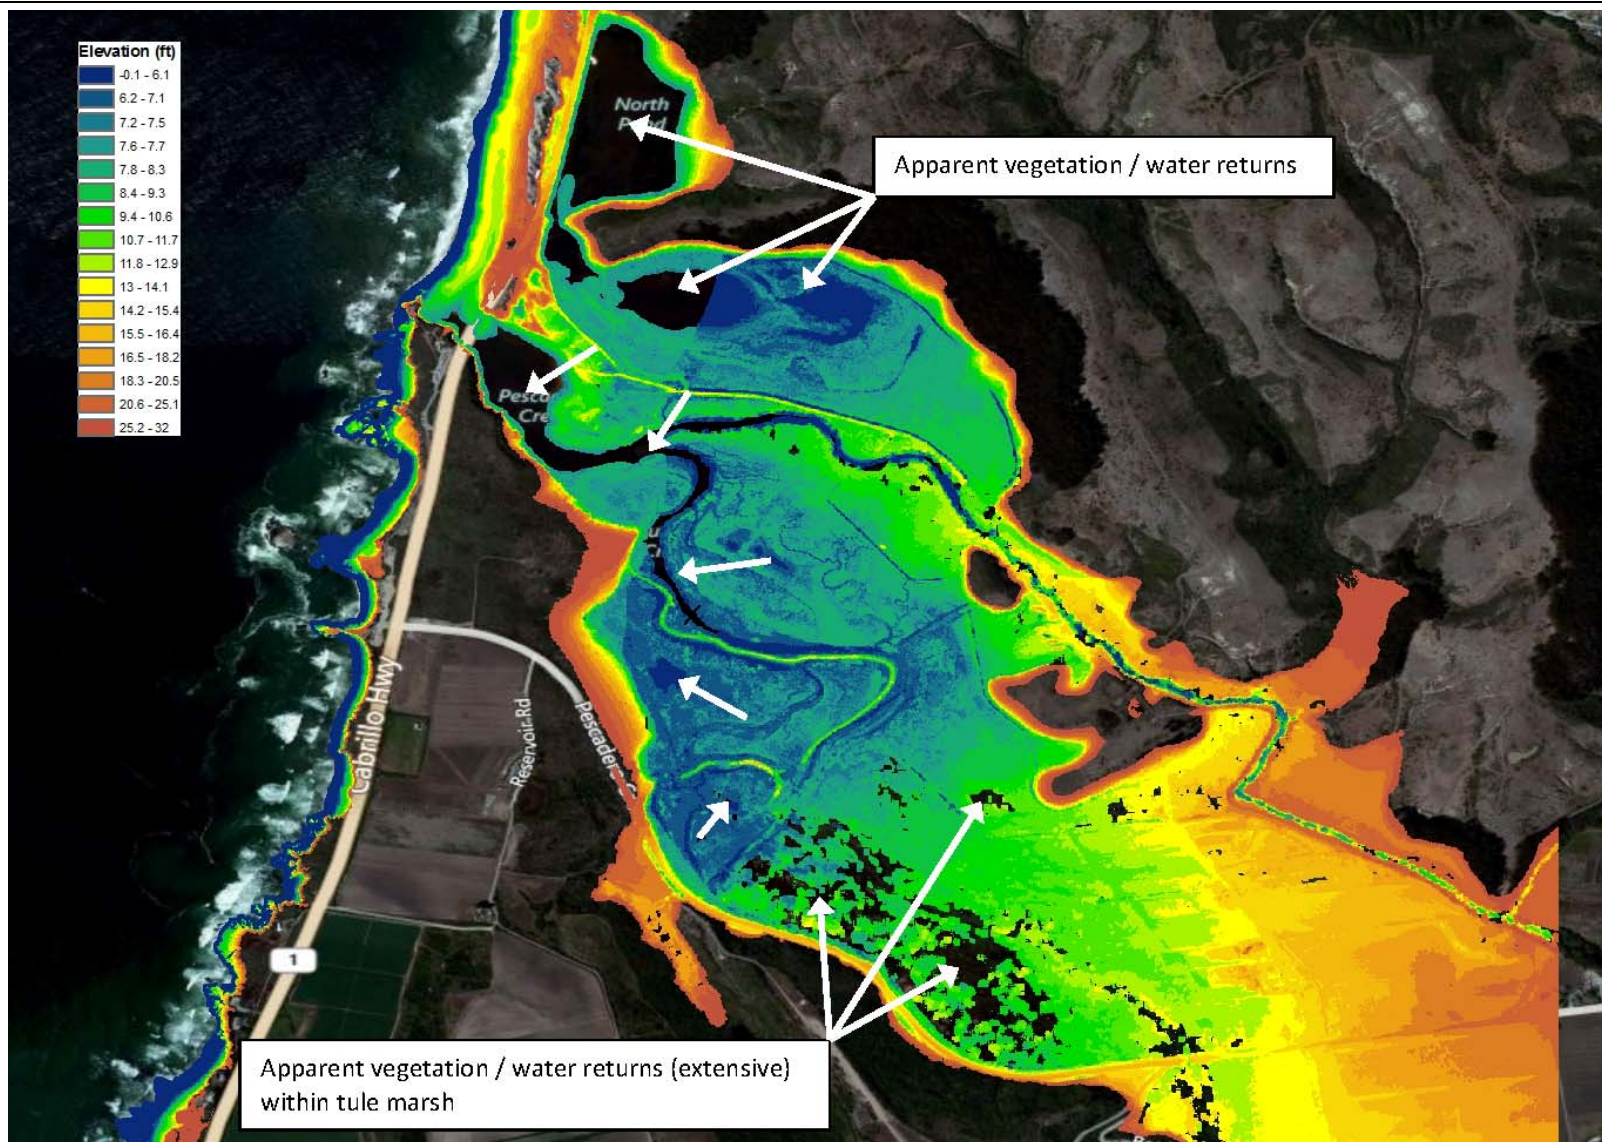 Elevation (ft)
-0.1 - 6.1
6.2 - 7.1
7.2 - 7.5
7.6 - 7.7
7.8 - 8.3
8.4 - 9.3
9.4 - 10.6
10.7 - 11.7
11.8 - 12.9
13 - 14.1
14.2 - 15.4
15.5 - 16.4
16.5 - 18.2
18.3 - 20.5
20.6 - 25.1
25.2 - 32
North
Pond
Apparent vegetation / water returns
Cre
Cabrillo Hwy
Reservoir Rd
1
Apparent vegetation / water returns (extensive)
within tule marsh